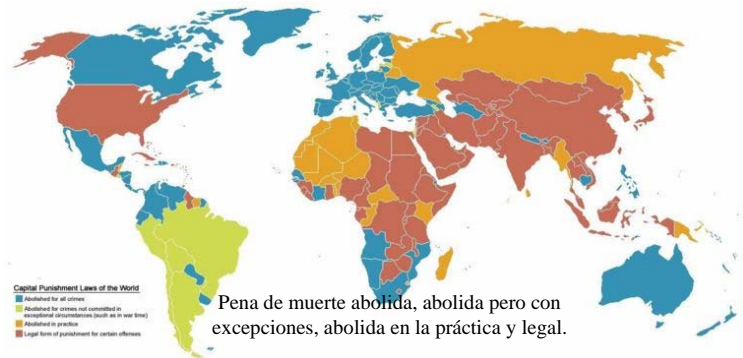 Capital Punishment Laws of the World
Abolished for all crimes
Abolished for crimes not committed in
exceptional circumstances (such as in war time)
Abolished in practice
Legal form of punishment for certain offenses
Pena de muerte abolida, abolida pero con
excepciones, abolida en la práctica y legal.